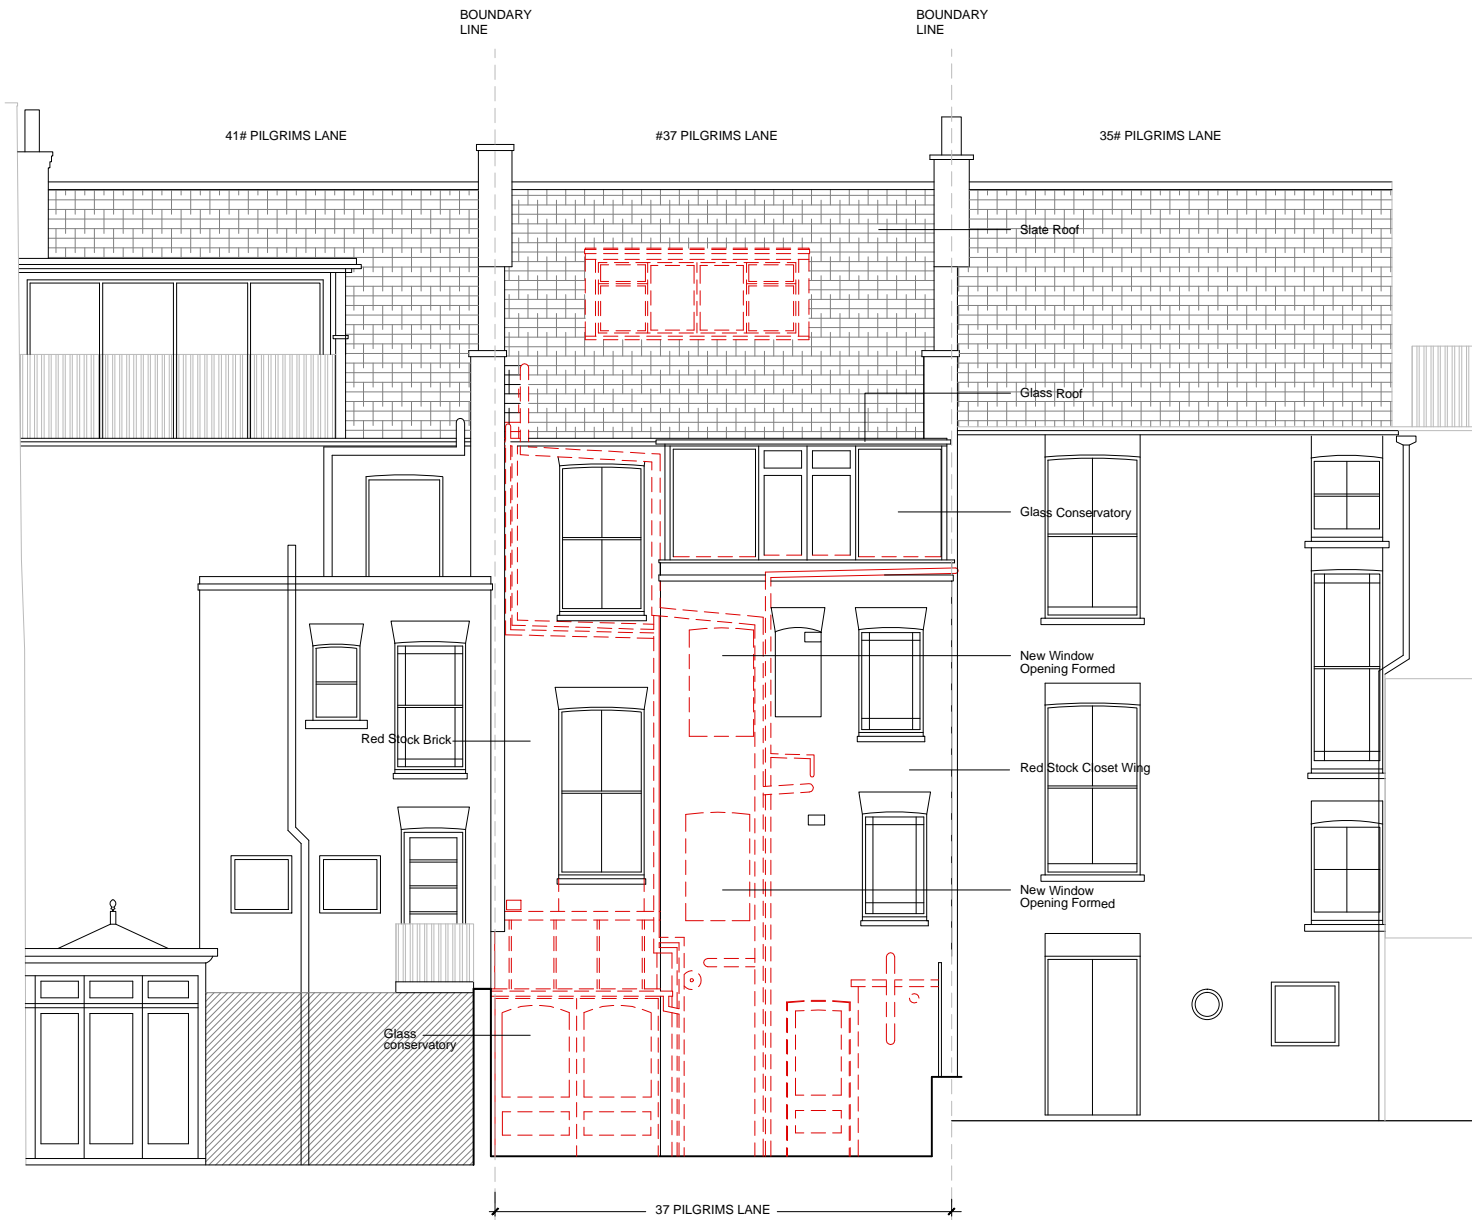 BOUNDARY
LINE
BOUNDARY
LINE
41# PILGRIMS LANE
#37 PILGRIMS LANE
35# PILGRIMS LANE
Slate Roof
Glass Roof
Glass Conservatory
New Window
Opening Formed
Red Stock Brick
Red Stock Closet Wing
New Window
Opening Formed
Glass
conservatory
37 PILGRIMS LANE